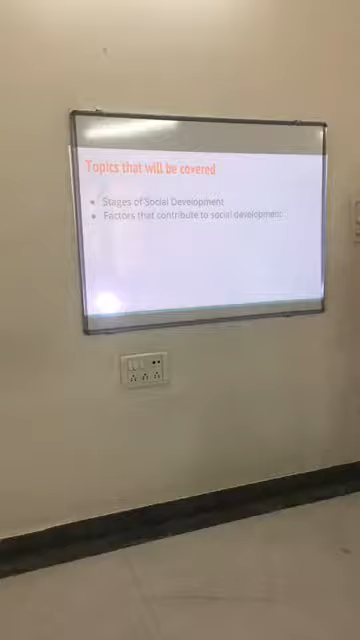 Topics that will be covered
Stages of Social Development
Factors that contribute to social development